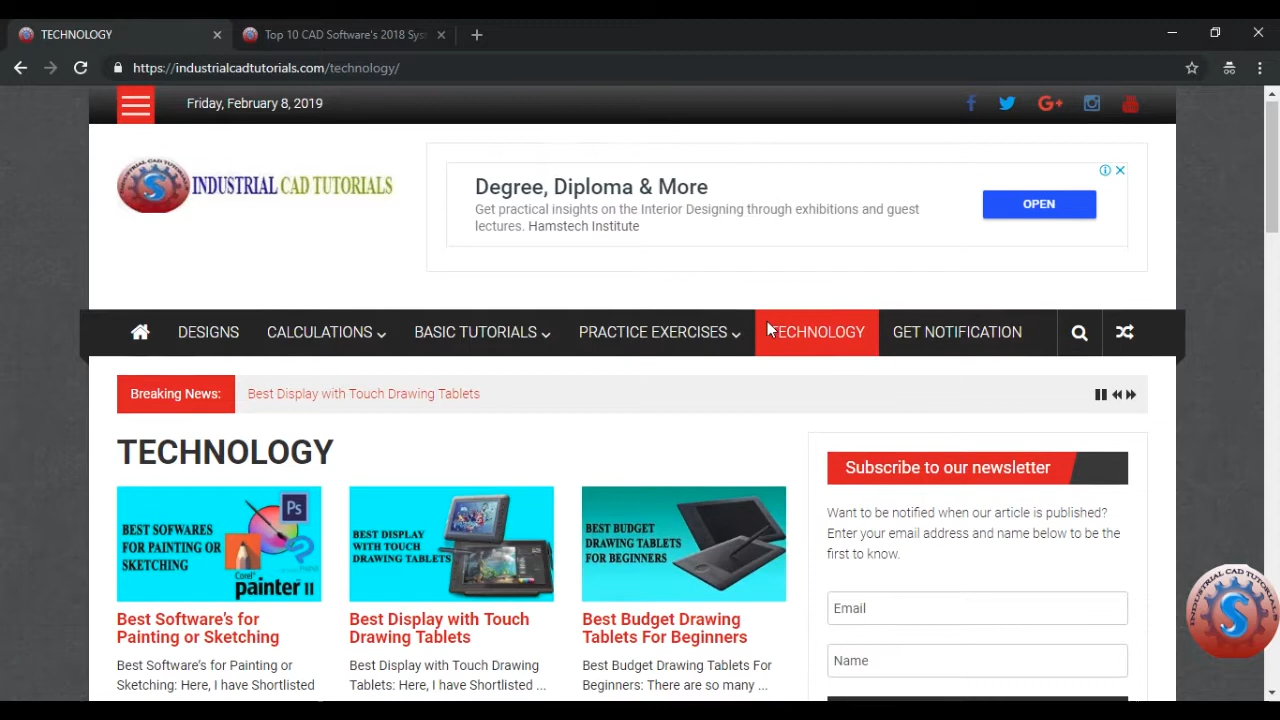 TECHNOLOGY
Top 10 CAD Software's 2018 Sys
https://industrialcadtutorials.com/technology/
Friday, February 8, 2019
INDUSTRIAL CAD TUTORIALS
Degree, Diploma & More
Get practical insights on the Interior Designing through exhibitions and guest
lectures. Hamstech Institute
OPEN
DESIGNS CALCULATIONS BASIC TUTORIALS PRACTICE EXERCISES TECHNOLOGY GET NOTIFICATION
Breaking News: Best Display with Touch Drawing Tablets
TECHNOLOGY
BEST SOFWARES
FOR PAINTING OR
SKETCHING
Ps
Corel
painter 11
BEST DISPLAY
WITH TOUCH
DRAWING TABLETS
BEST BUDGET
DRAWING TABLETS
FOR BEGINNERS
Best Software's for
Painting or Sketching
Best Software's for Painting or
Sketching: Here, I have Shortlisted
Best Display with Touch
Drawing Tablets
Best Display with Touch Drawing
Tablets: Here, I have Shortlisted ...
Best Budget Drawing
Tablets For Beginners
Best Budget Drawing Tablets For
Beginners: There are so many ...
Subscribe to our newsletter
Want to be notified when our article is published?
Enter your email address and name below to be the
first to know.
Email
Name
INDUSTRIAL CAD TUTORIALS
S